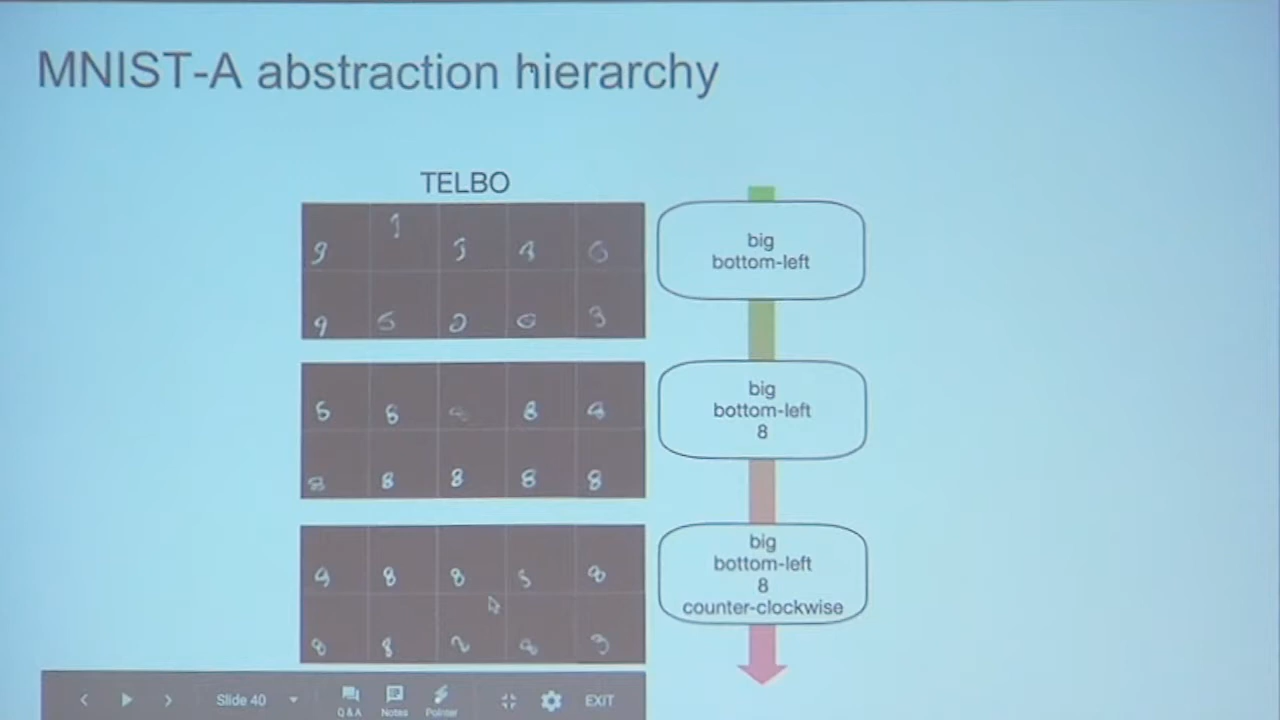 MNIST-A abstraction hierarchy
TELBO
big
bottom-left
big
bottom-left
8
big
bottom-left
8
counter-clockwise
Slide 40
Q & A
Notes
Pointer
EXIT